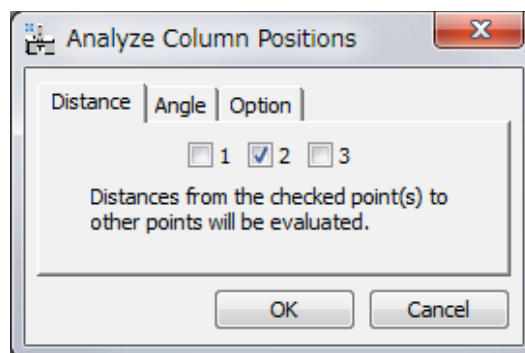 Analyze Column Positions
Distance Angle Option
1 2 3
Distances from the checked point(s) to
other points will be evaluated.
OK Cancel